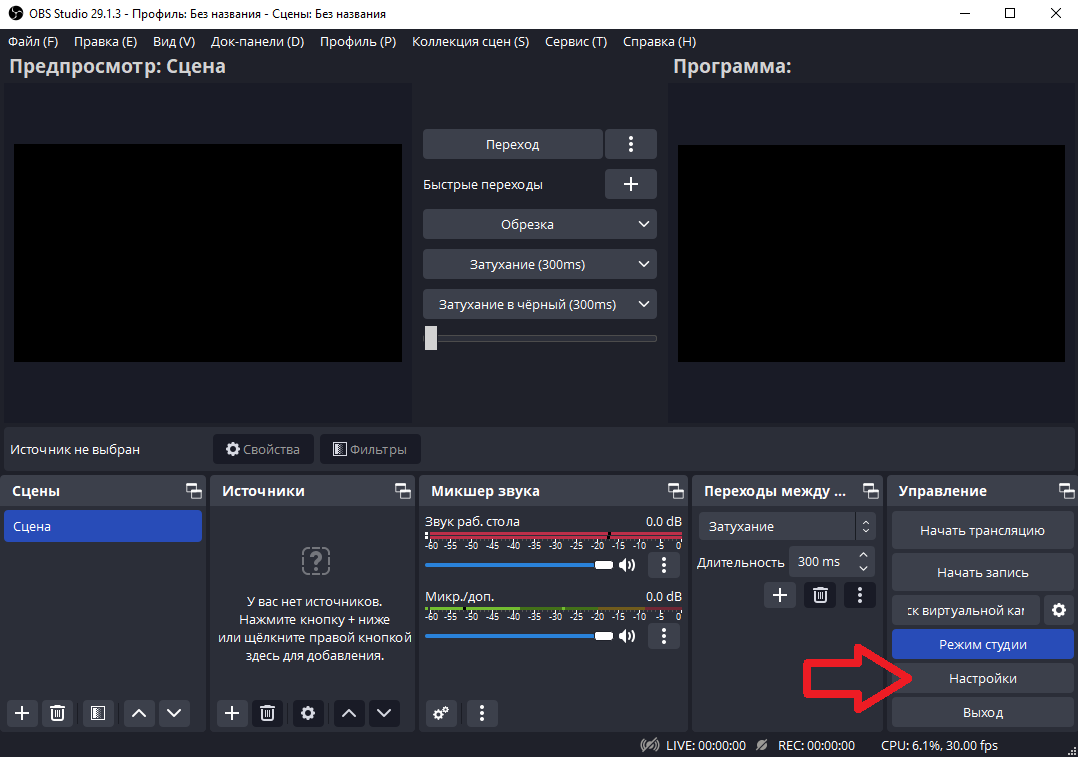 OBS Studio 29.1.3 - Профиль: Без названия - Сцены: Без названия
Файл (F) Правка (E) Вид (V) Док-панели (D) Профиль (P) Коллекция сцен (S) Сервис (T) Справка (H)
Предпросмотр: Сцена
Программа:
Переход
Быстрые переходы
Обрезка
Затухание (300ms)
Затухание в чёрный (300ms)
Источник не выбран
Свойства
Фильтры
Сцены
Сцена
Источники
У вас нет источников.
Нажмите кнопку + ниже
или щёлкните правой кнопкой
здесь для добавления.
Микшер звука
Звук раб. стола 0.0 dB
-60 -55 -50 -45 -40 -35 -30 -25 -20 -15 -10 -5 0
Микр./доп. 0.0 dB
-60 -55 -50 -45 -40 -35 -30 -25 -20 -15 -10 -5 0
Переходы между ...
Затухание
Длительность 300 ms
Управление
Начать трансляцию
Начать запись
ск виртуальной кам
Режим студии
Настройки
Выход
LIVE: 00:00:00 REC: 00:00:00 CPU: 6.1%, 30.00 fps